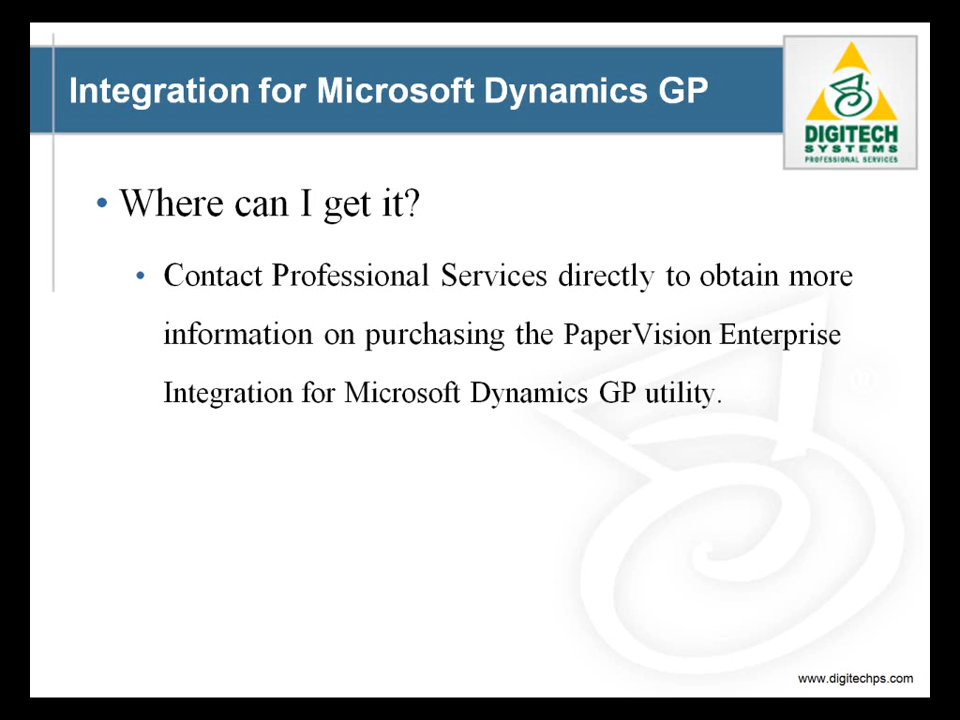 Integration for Microsoft Dynamics GP
DIGITECH
SYSTEMS
PROFESSIONAL SERVICES
• Where can I get it?
• Contact Professional Services directly to obtain more
information on purchasing the PaperVision Enterprise
Integration for Microsoft Dynamics GP utility.
®
www.digitechps.com